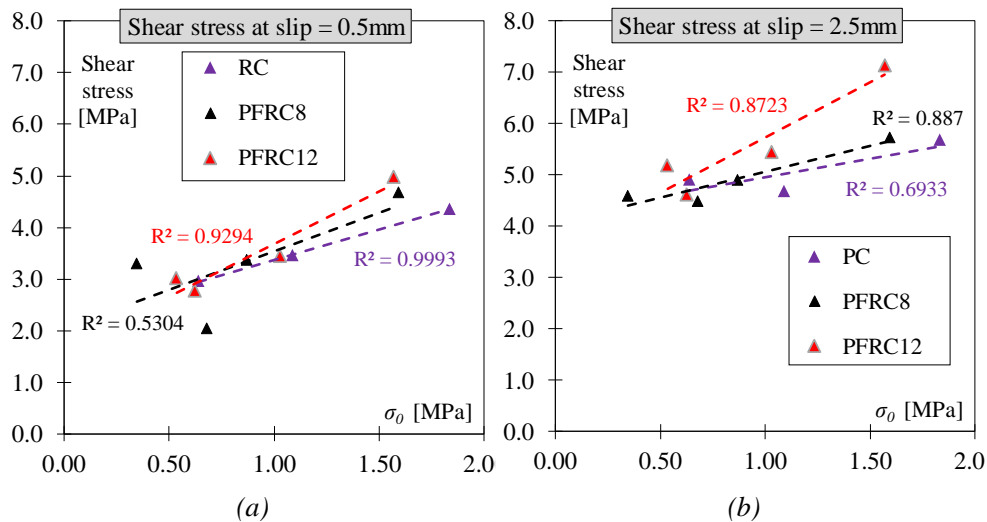 Shear stress at slip = 0.5mm
8.0
7.0
6.0
5.0
4.0
3.0
2.0
1.0
0.0
Shear
stress
[MPa]
RC
PFRC8
PFRC12
R² = 0.9294
R² = 0.9993
R² = 0.5304
σ0 [MPa]
0.00
0.50
1.00
1.50
2.0
(a)
Shear stress at slip = 2.5mm
8.0
7.0
6.0
5.0
4.0
3.0
2.0
1.0
0.0
Shear
stress
[MPa]
R² = 0.8723
R² = 0.887
R² = 0.6933
PC
PFRC8
PFRC12
σ0 [MPa]
0.00
0.50
1.00
1.50
2.0
(b)